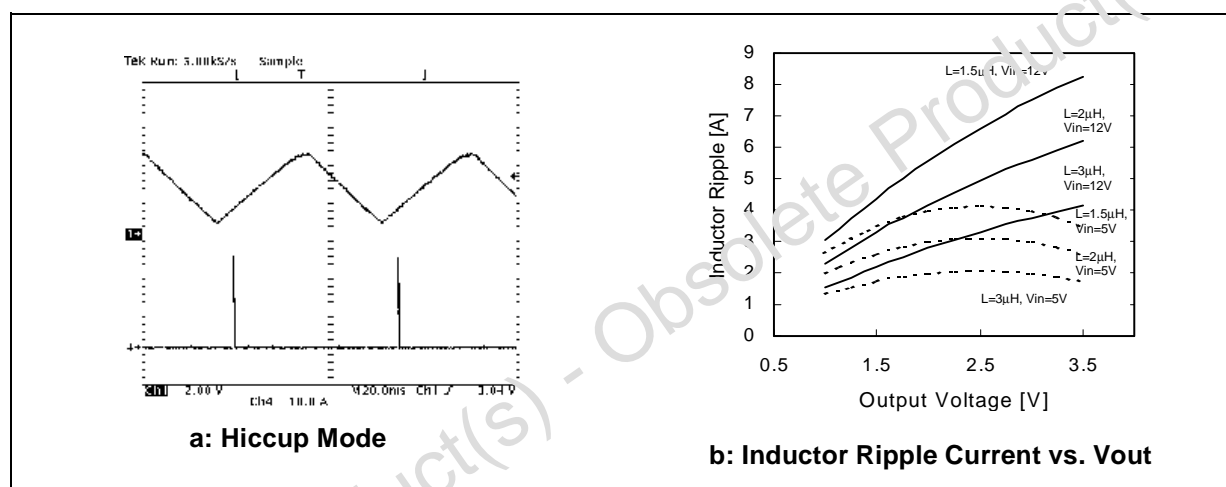 Tek Run: 5.00kS/s Sample
[ T ]
1→
Ch1 2.00 V M20.0ms Ch1 3.04 V
Ch4 10.0 A
a: Hiccup Mode
9
8
7
6
5
4
3
2
1
0
0.5 1.5 2.5 3.5
Inductor Ripple [A]
Output Voltage [V]
L=1.5µH, Vin=12V
L=2µH,
Vin=12V
L=3µH,
Vin=12V
L=1.5µH,
Vin=5V
L=2µH,
Vin=5V
L=3µH, Vin=5V
b: Inductor Ripple Current vs. Vout
Obsolete Product(
uct(s) -